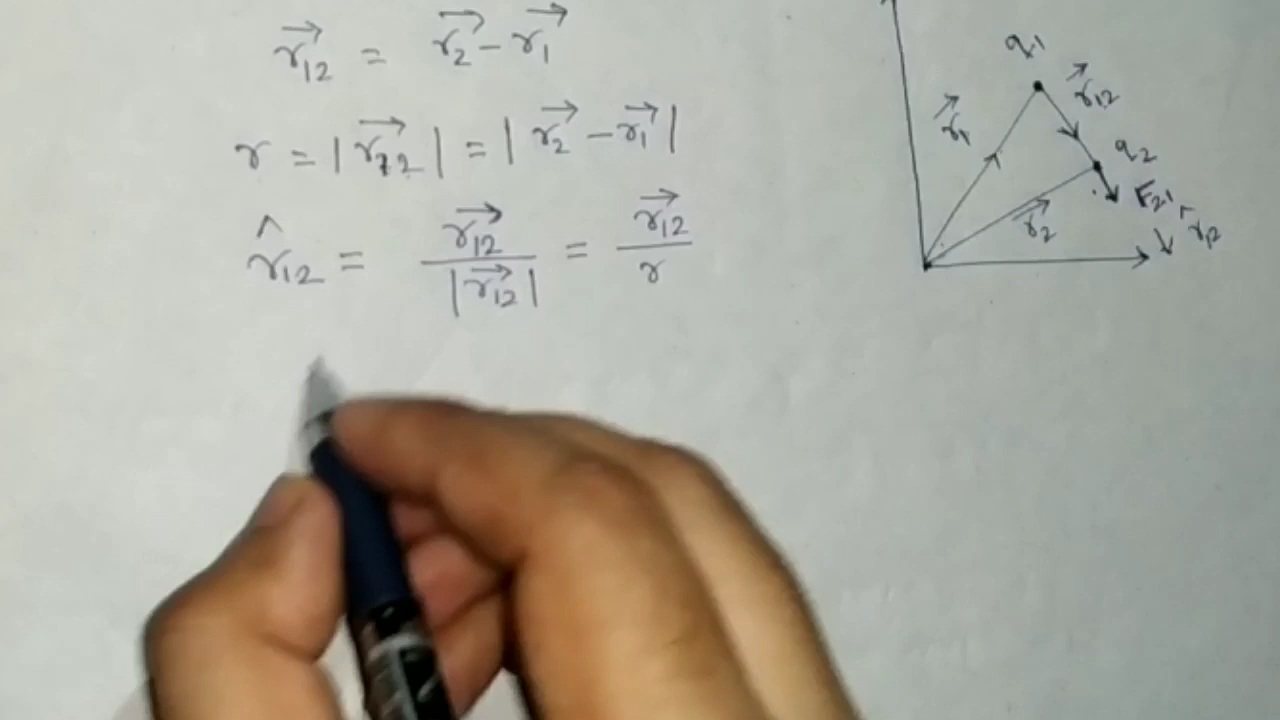 r⃗₁₂ = r⃗₂ − r⃗₁
r = |r⃗₁₂| = |r⃗₂ − r⃗₁|
r̂₁₂ = r⃗₁₂ / |r⃗₁₂| = r⃗₁₂ / r
q₁
r⃗₁₂
r⃗₁
q₂
F₂₁
r⃗₂
r̂₁₂